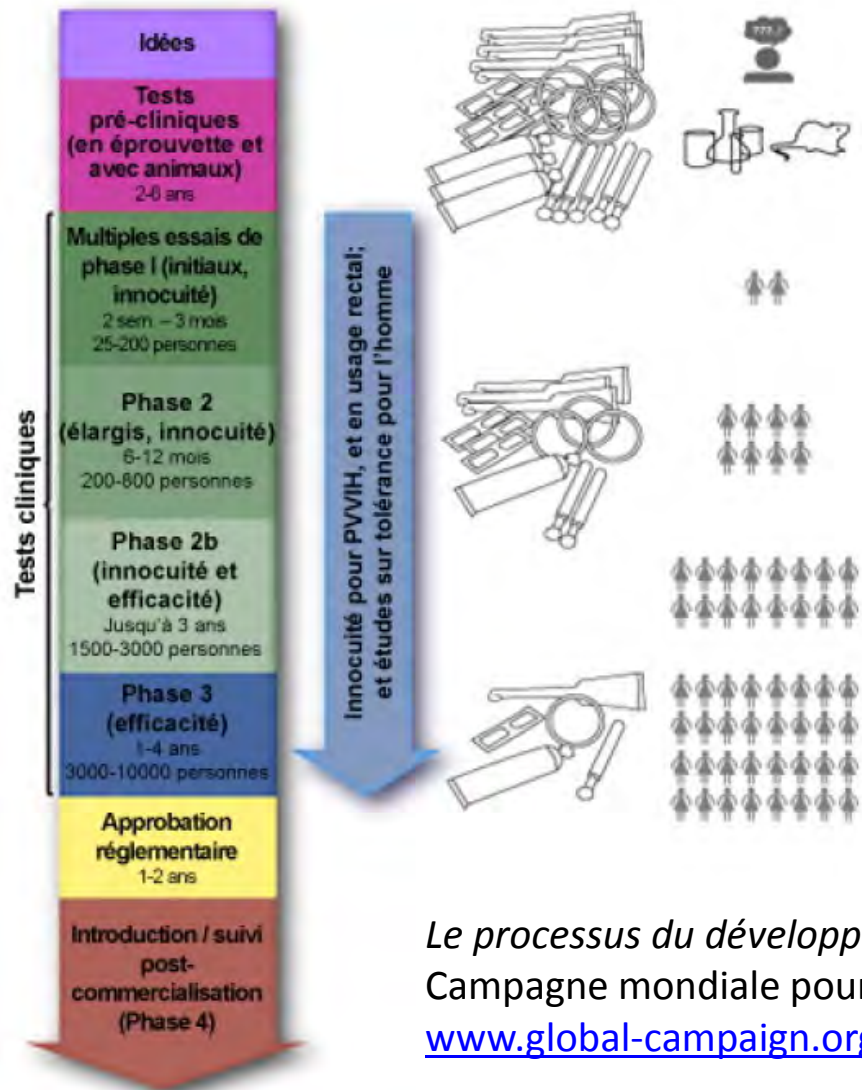 Idées
Tests
pré-cliniques
(en éprouvette et
avec animaux)
2-6 ans
Tests cliniques
Multiples essais de
phase I (initiaux,
innocuité)
2 sem. – 3 mois
25-200 personnes
Phase 2
(élargis, innocuité)
6-12 mois
200-800 personnes
Phase 2b
(innocuité et
efficacité)
Jusqu'à 3 ans
1500-3000 personnes
Phase 3
(efficacité)
1-4 ans
3000-10000 personnes
Approbation
réglementaire
1-2 ans
Introduction / suivi
post-
commercialisation
(Phase 4)
Innocuité pour PVVIH, et en usage rectal;
et études sur tolérance pour l'homme
???.!
Le processus du développ
Campagne mondiale pour
www.global-campaign.org